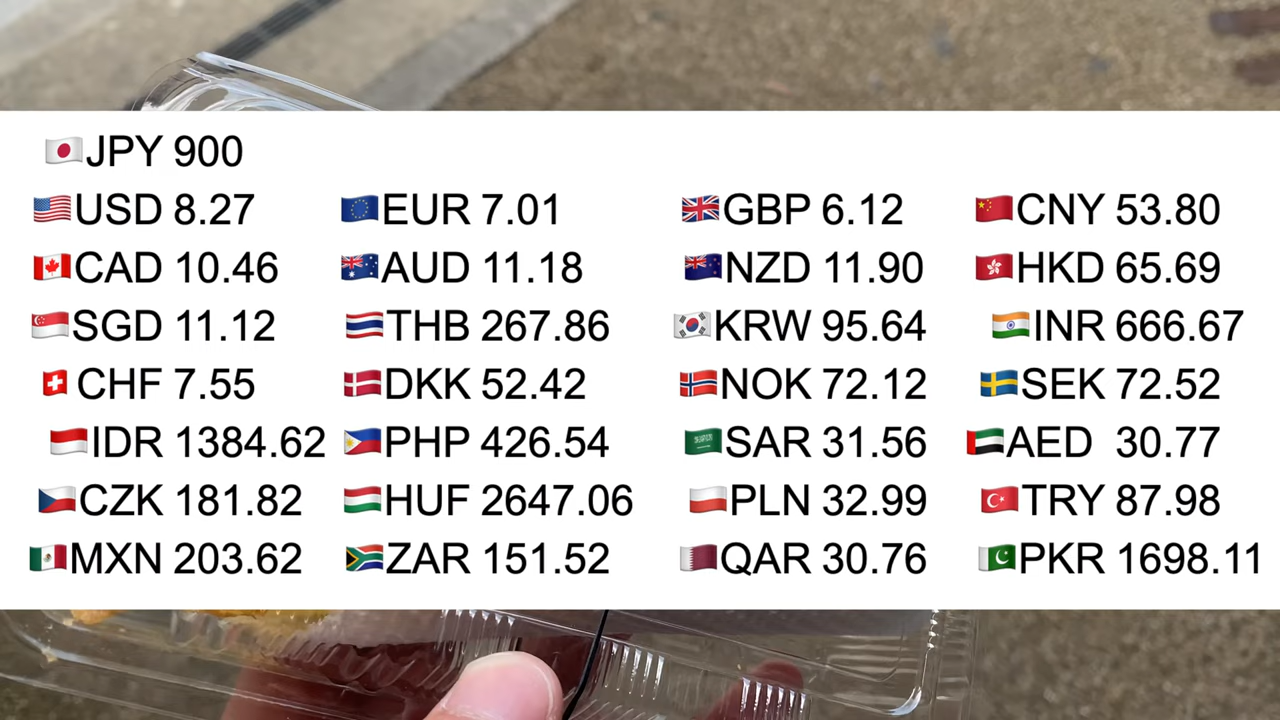 🇯🇵JPY 900
🇺🇸USD 8.27 🇪🇺EUR 7.01 🇬🇧GBP 6.12 🇨🇳CNY 53.80
🇨🇦CAD 10.46 🇦🇺AUD 11.18 🇳🇿NZD 11.90 🇭🇰HKD 65.69
🇸🇬SGD 11.12 🇹🇭THB 267.86 🇰🇷KRW 95.64 🇮🇳INR 666.67
🇨🇭CHF 7.55 🇩🇰DKK 52.42 🇳🇴NOK 72.12 🇸🇪SEK 72.52
🇮🇩IDR 1384.62 🇵🇭PHP 426.54 🇸🇦SAR 31.56 🇦🇪AED 30.77
🇨🇿CZK 181.82 🇭🇺HUF 2647.06 🇵🇱PLN 32.99 🇹🇷TRY 87.98
🇲🇽MXN 203.62 🇿🇦ZAR 151.52 🇶🇦QAR 30.76 🇵🇰PKR 1698.11